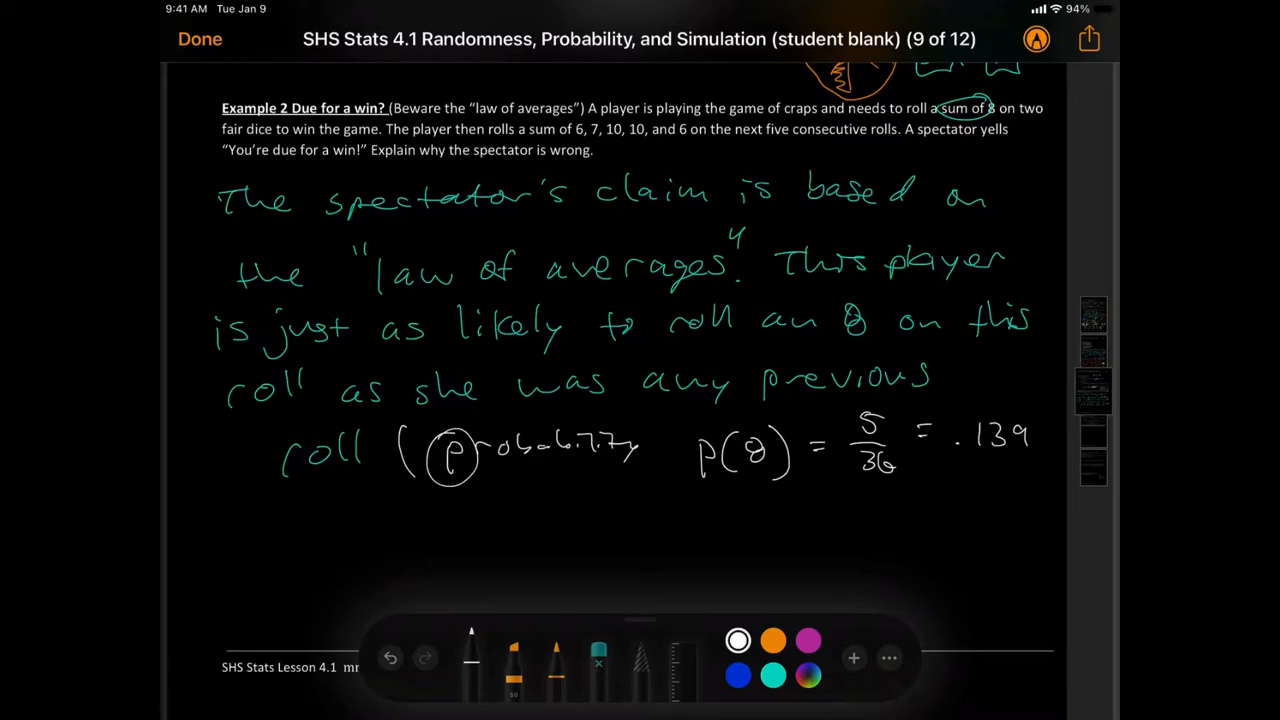 9:41 AM Tue Jan 9
94%
Done
SHS Stats 4.1 Randomness, Probability, and Simulation (student blank) (9 of 12)
Example 2 Due for a win? (Beware the “law of averages”) A player is playing the game of craps and needs to roll a sum of 8 on two
fair dice to win the game. The player then rolls a sum of 6, 7, 10, 10, and 6 on the next five consecutive rolls. A spectator yells
“You’re due for a win!” Explain why the spectator is wrong.
The spectator's claim is based on
the "law of averages". This player
is just as likely to roll an 8 on this
roll as she was any previous
roll (probability p(8) = 5/36 = .139
SHS Stats Lesson 4.1
50